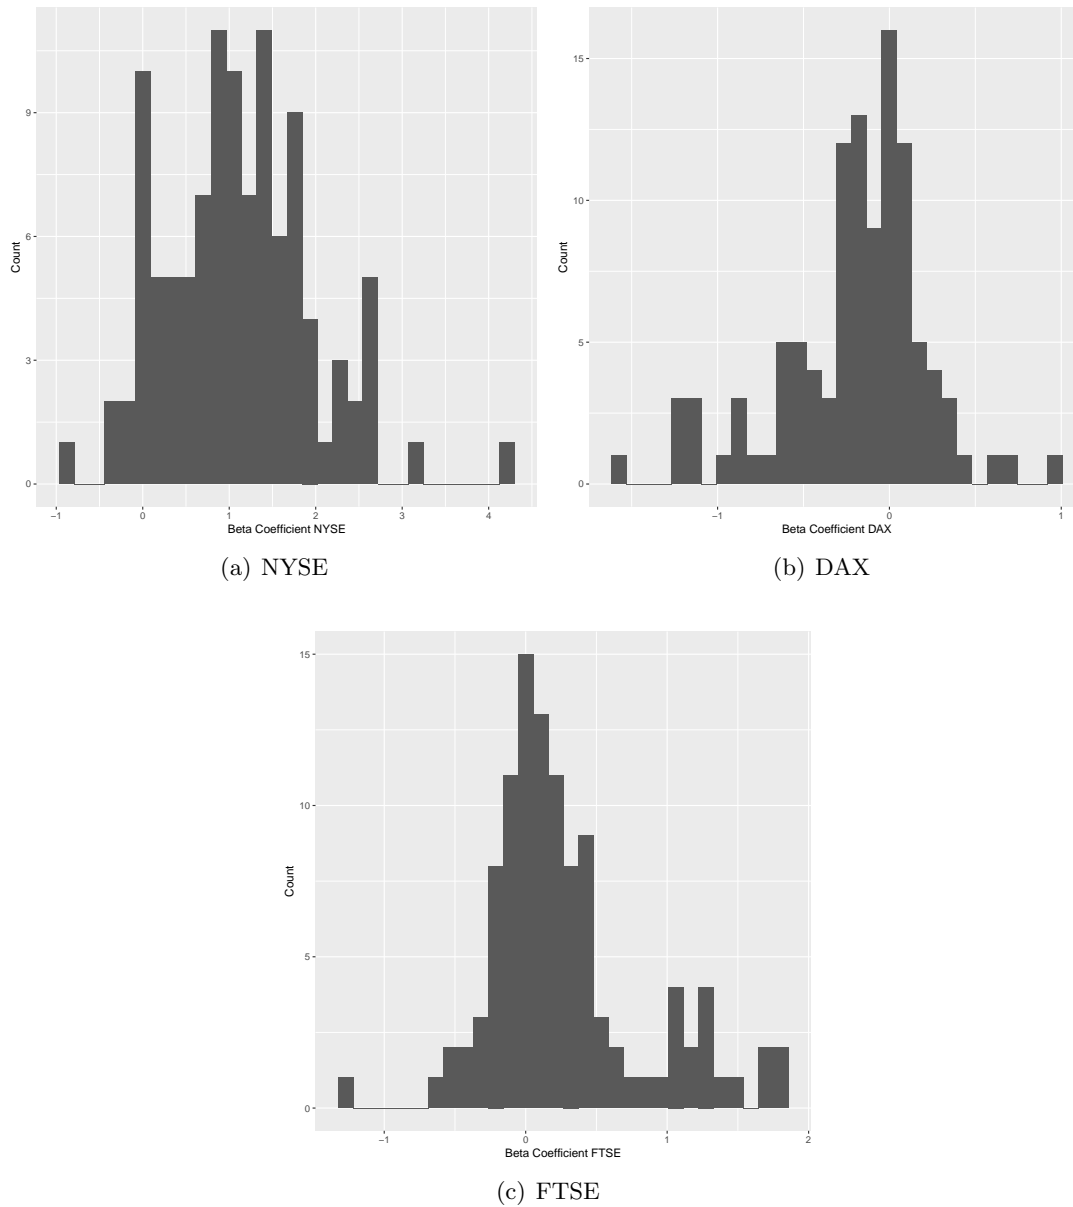 9
6
3
0
Count
−1 0 1 2 3 4
Beta Coefficient NYSE
(a) NYSE
15
10
5
0
Count
−1 0 1
Beta Coefficient DAX
(b) DAX
15
10
5
0
Count
−1 0 1 2
Beta Coefficient FTSE
(c) FTSE